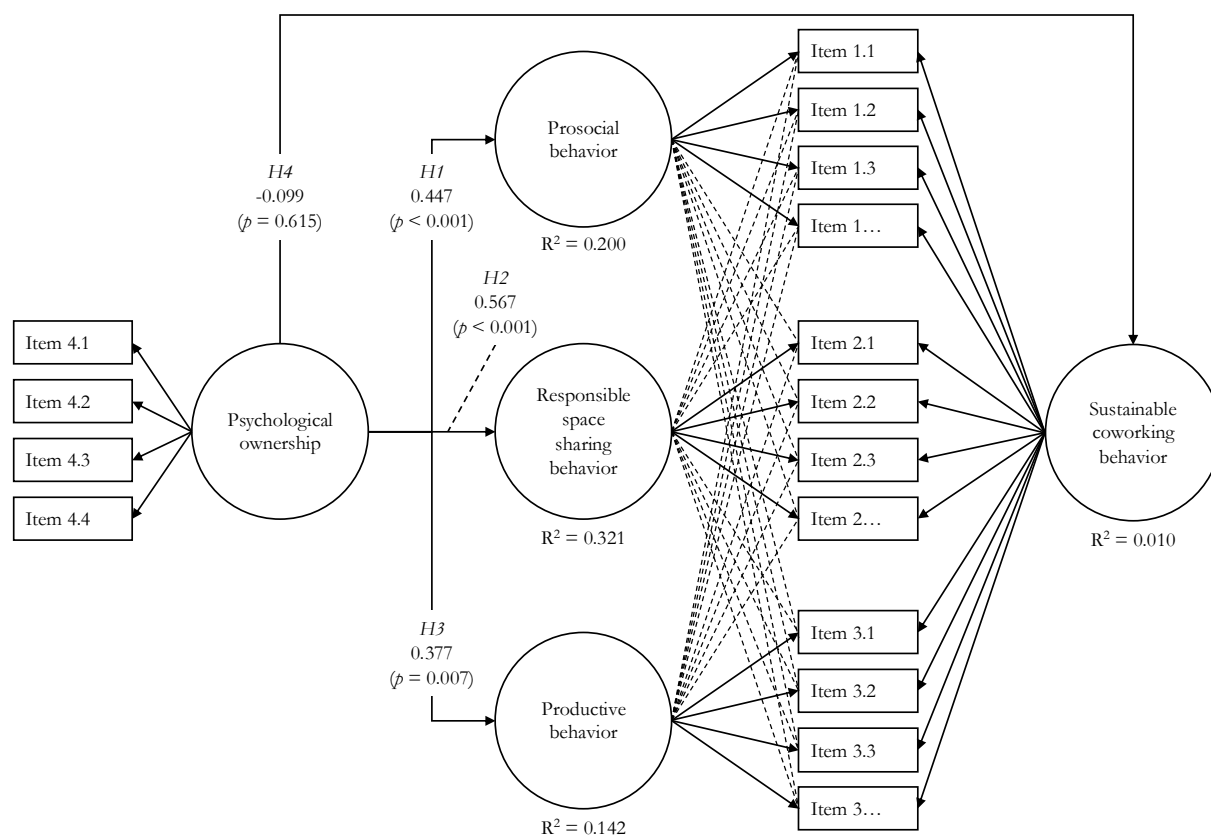 Item 1.1
Item 1.2
Item 1.3
Item 1…
Prosocial
behavior
R² = 0.200
H4
-0.099
(p = 0.615)
H1
0.447
(p < 0.001)
H2
0.567
(p < 0.001)
Item 4.1
Item 4.2
Item 4.3
Item 4.4
Psychological
ownership
Responsible
space
sharing
behavior
R² = 0.321
Item 2.1
Item 2.2
Item 2.3
Item 2…
Sustainable
coworking
behavior
R² = 0.010
H3
0.377
(p = 0.007)
Productive
behavior
R² = 0.142
Item 3.1
Item 3.2
Item 3.3
Item 3…